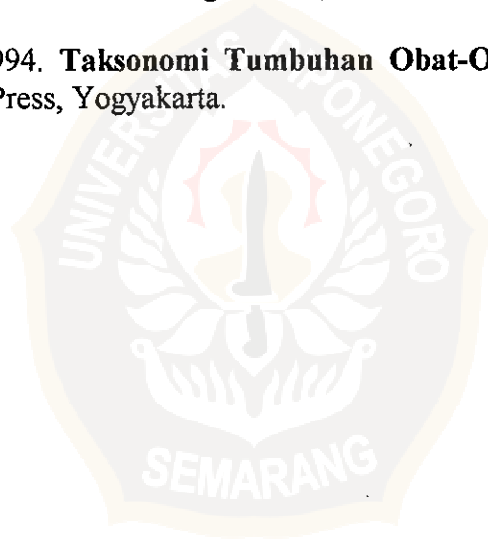 994. Taksonomi Tumbuhan Obat-O
Press, Yogyakarta.
UNIVERSITAS DIPONEGORO
SEMARANG